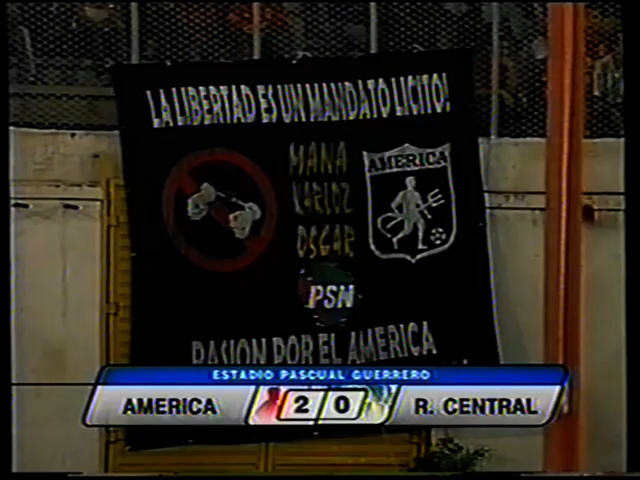 LA LIBERTAD ES UN MANDATO LICITO!
MANA
KARLOZ
OSCAR
AMERICA
PSN
PASION POR EL AMERICA
ESTADIO PASCUAL GUERRERO
AMERICA 2 0 R. CENTRAL